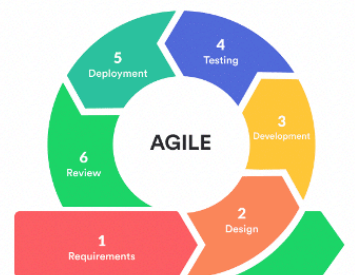 5
Deployment
4
Testing
3
Development
AGILE
6
Review
2
Design
1
Requirements